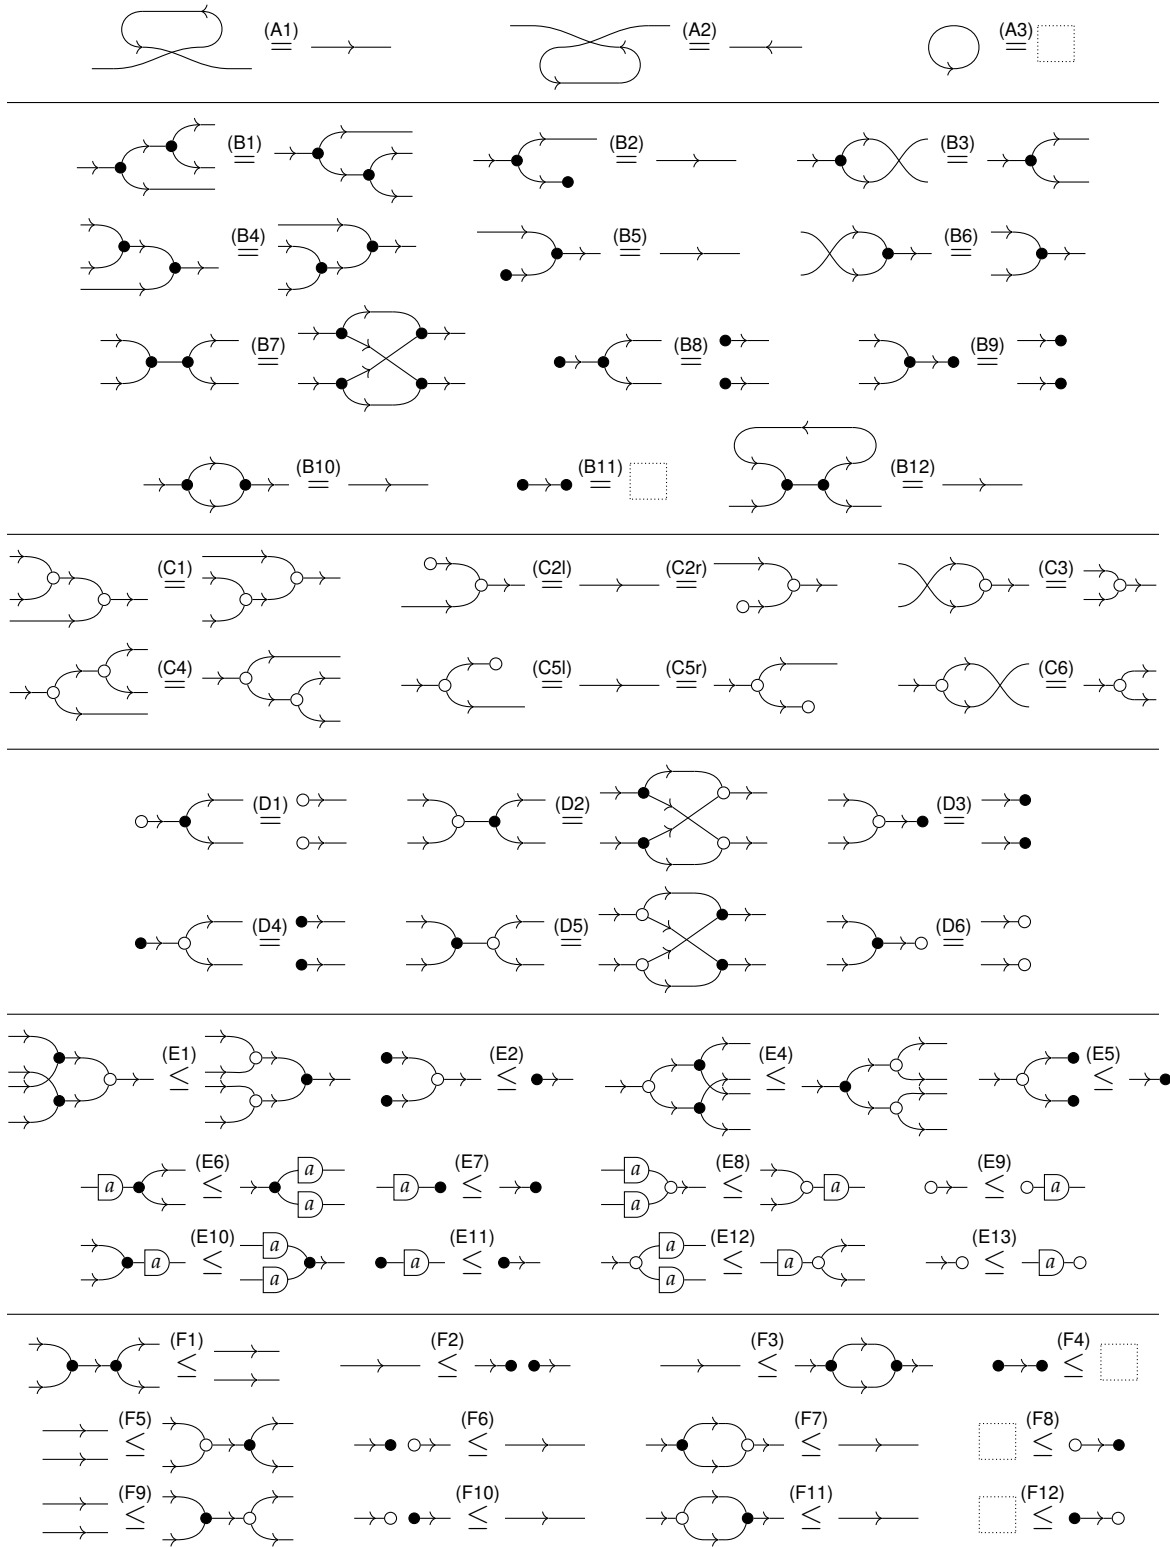 (A1) = (A2) = (A3) =
(B1) = (B2) = (B3) =
(B4) = (B5) = (B6) =
(B7) = (B8) = (B9) =
(B10) = (B11) = (B12) =
(C1) = (C2l) = (C2r) = (C3) =
(C4) = (C5l) = (C5r) = (C6) =
(D1) = (D2) = (D3) =
(D4) = (D5) = (D6) =
(E1) ≤ (E2) ≤ (E4) ≤ (E5) ≤
a (E6) ≤ a a a (E7) ≤ a a (E8) ≤ a (E9) ≤ a
a (E10) ≤ a a a (E11) ≤ a a (E12) ≤ a (E13) ≤ a
(F1) ≤ (F2) ≤ (F3) ≤ (F4) ≤
(F5) ≤ (F6) ≤ (F7) ≤ (F8) ≤
(F9) ≤ (F10) ≤ (F11) ≤ (F12) ≤